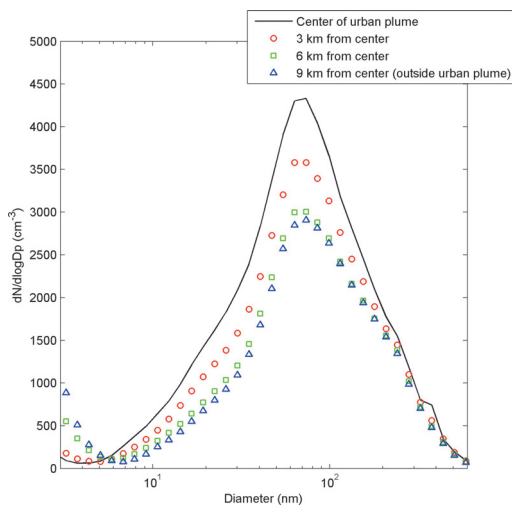 Center of urban plume
3 km from center
6 km from center
9 km from center (outside urban plume)
5000
4500
4000
3500
3000
2500
2000
1500
1000
500
0
dN/dlogDp (cm⁻³)
10¹
10²
Diameter (nm)